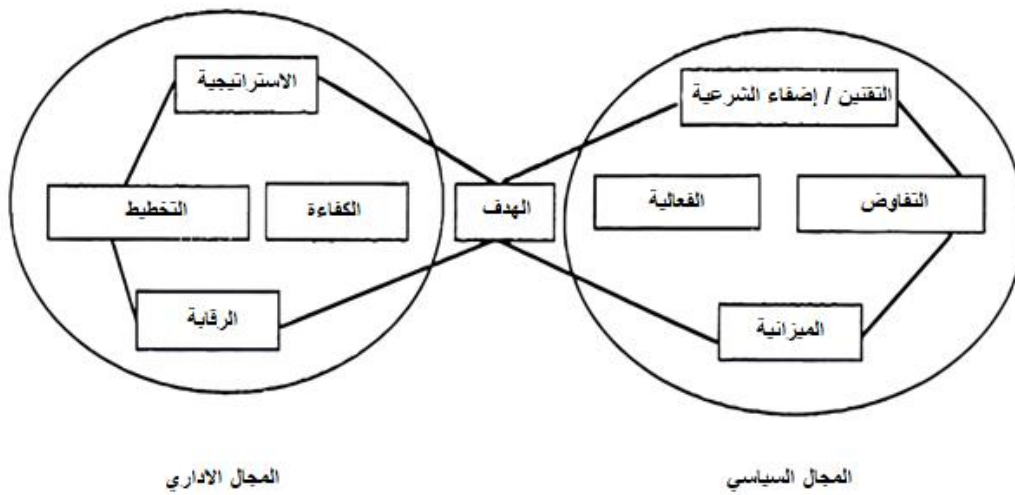 التقنين / إضفاء الشرعية
الاستراتيجية
التفاوض
الفعالية
الهدف
الكفاءة
التخطيط
الميزانية
الرقابة
المجال السياسي
المجال الاداري